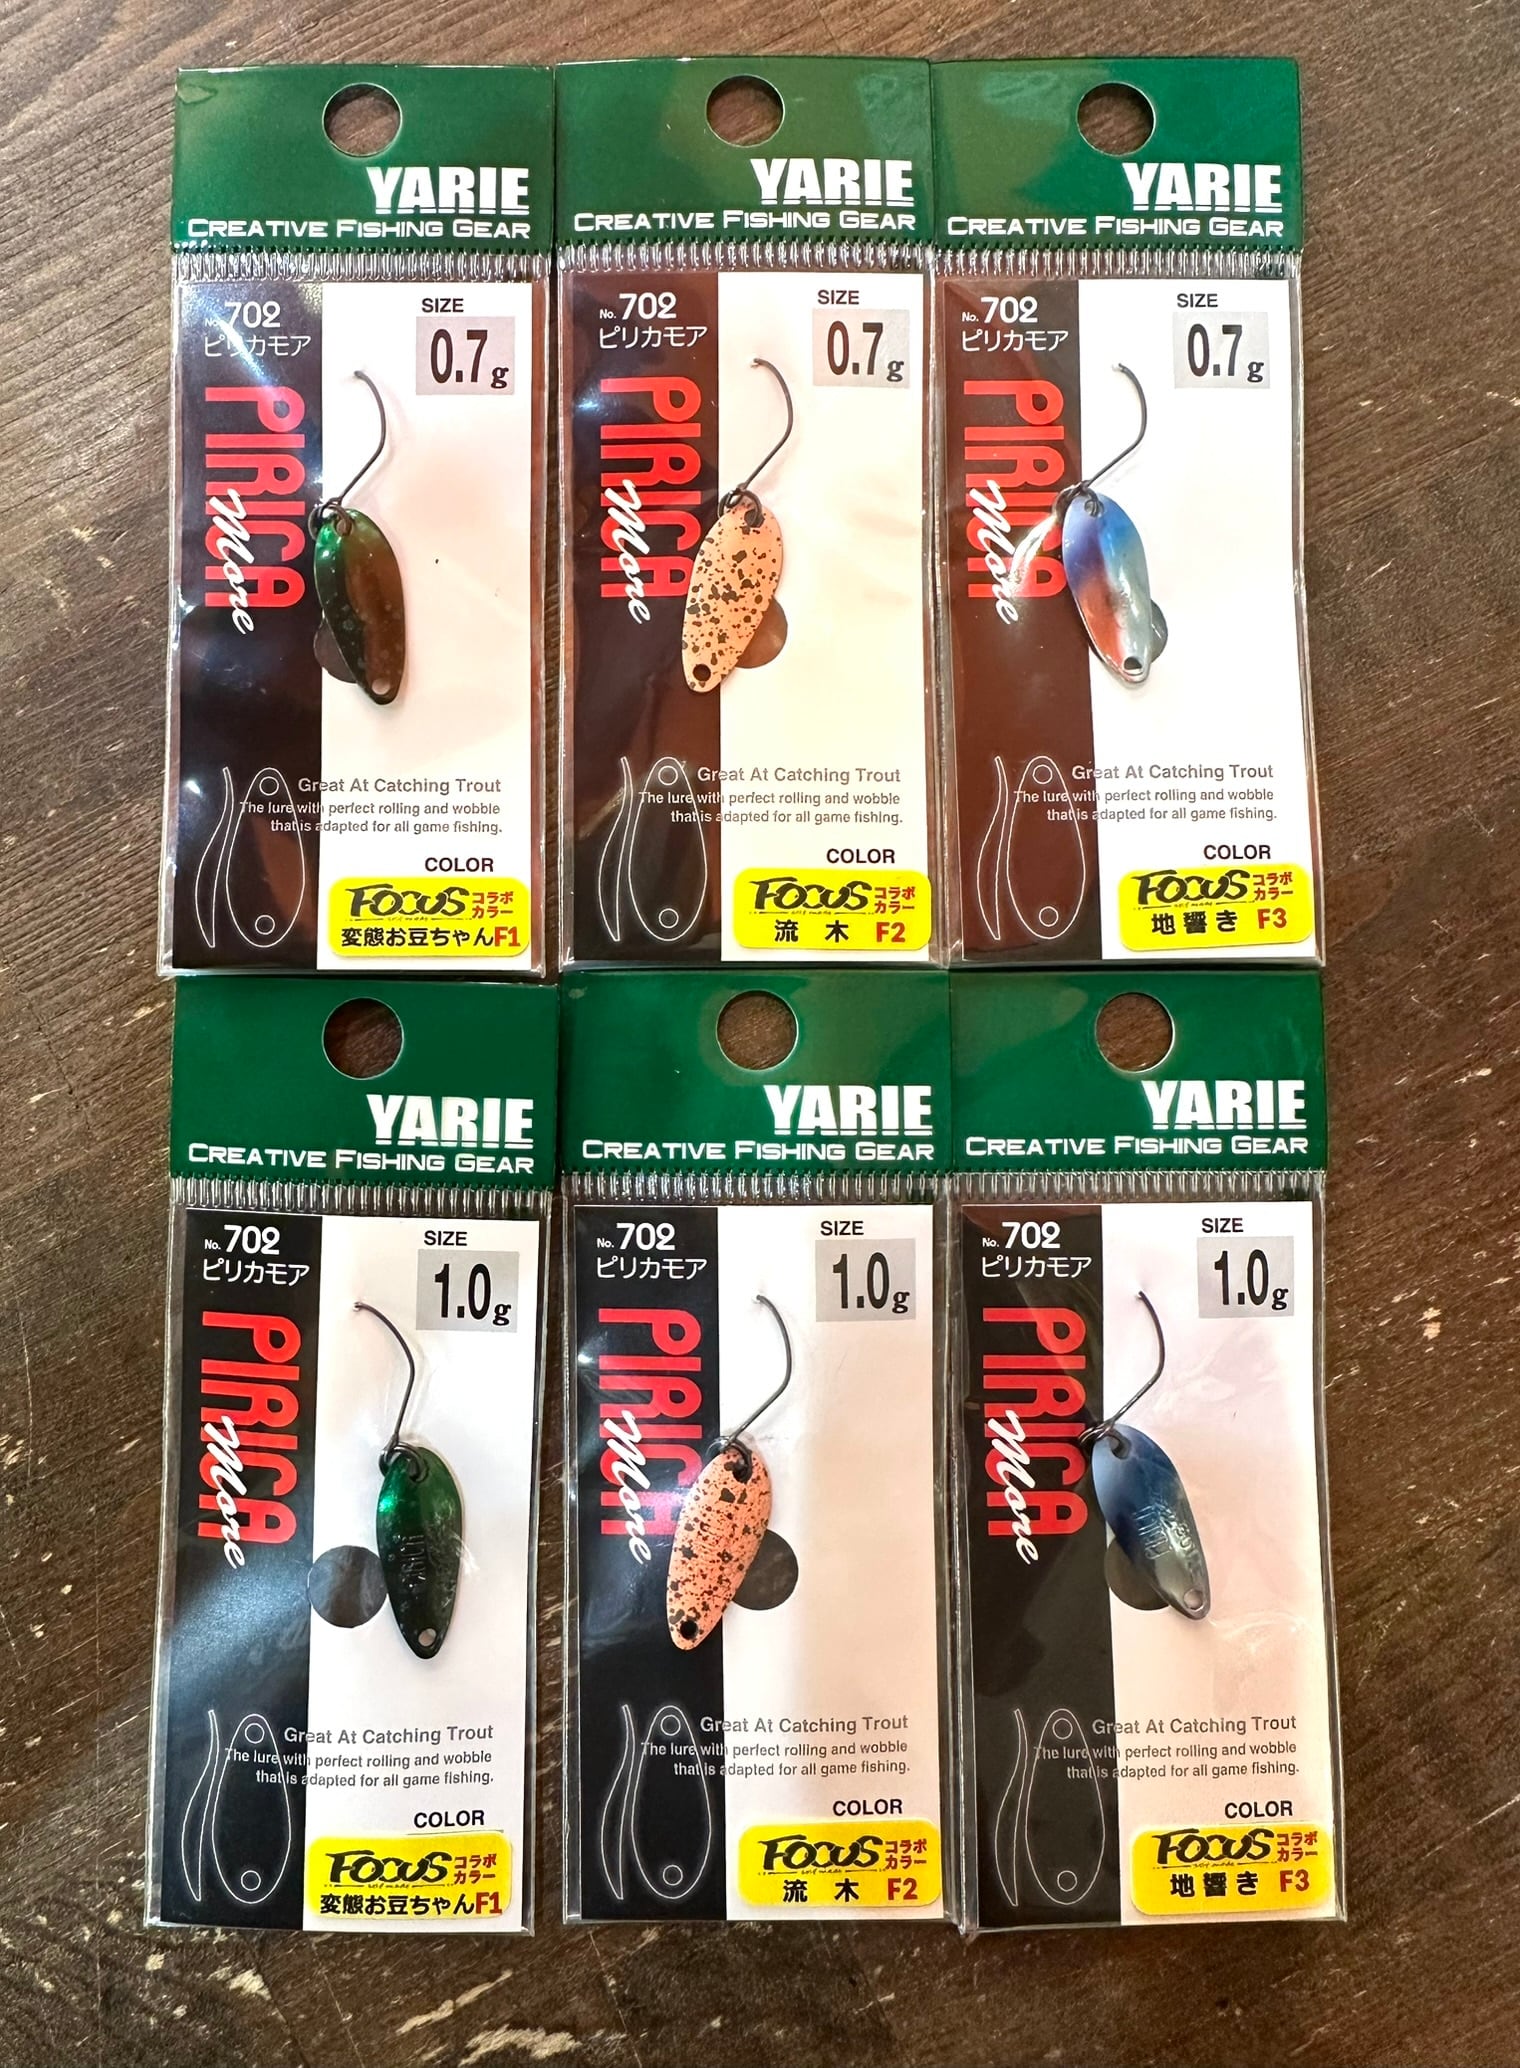 YARIE
CREATIVE FISHING GEAR
No. 702
ピリカモア
SIZE
0.7g
PIRICA
More
Great At Catching Trout
The lure with perfect rolling and wobble
that is adapted for all game fishing.
COLOR
FOCUS コラボ
カラー
変態お豆ちゃんF1
YARIE
CREATIVE FISHING GEAR
No. 702
ピリカモア
SIZE
0.7g
PIRICA
More
Great At Catching Trout
The lure with perfect rolling and wobble
that is adapted for all game fishing.
COLOR
FOCUS コラボ
カラー
流木 F2
YARIE
CREATIVE FISHING GEAR
No. 702
ピリカモア
SIZE
0.7g
PIRICA
More
Great At Catching Trout
The lure with perfect rolling and wobble
that is adapted for all game fishing.
COLOR
FOCUS コラボ
カラー
地響き F3
YARIE
CREATIVE FISHING GEAR
No. 702
ピリカモア
SIZE
1.0g
PIRICA
More
Great At Catching Trout
The lure with perfect rolling and wobble
that is adapted for all game fishing.
COLOR
FOCUS コラボ
カラー
変態お豆ちゃんF1
YARIE
CREATIVE FISHING GEAR
No. 702
ピリカモア
SIZE
1.0g
PIRICA
More
Great At Catching Trout
The lure with perfect rolling and wobble
that is adapted for all game fishing.
COLOR
FOCUS コラボ
カラー
流木 F2
YARIE
CREATIVE FISHING GEAR
No. 702
ピリカモア
SIZE
1.0g
PIRICA
More
Great At Catching Trout
The lure with perfect rolling and wobble
that is adapted for all game fishing.
COLOR
FOCUS コラボ
カラー
地響き F3